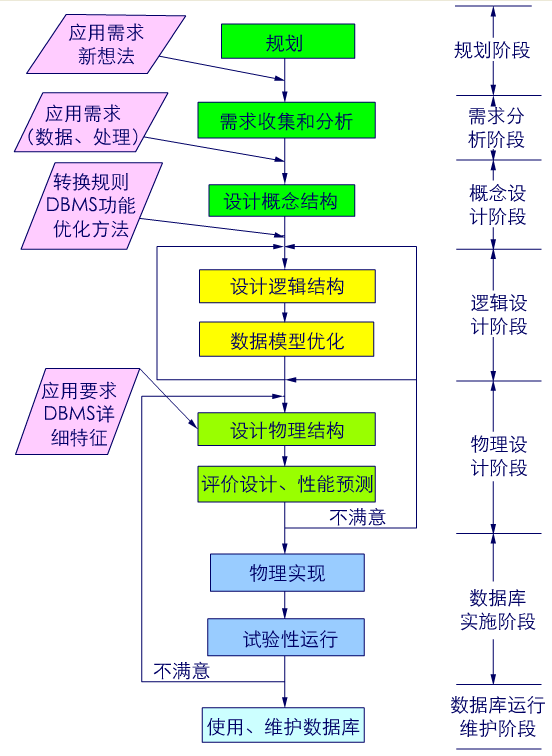 应用需求
新想法
规划
规划阶段
应用需求
(数据、处理)
需求收集和分析
需求分
析阶段
转换规则
DBMS功能
优化方法
设计概念结构
概念设
计阶段
设计逻辑结构
数据模型优化
逻辑设
计阶段
应用要求
DBMS详
细特征
设计物理结构
评价设计、性能预测
不满意
物理设
计阶段
物理实现
试验性运行
不满意
数据库
实施阶段
使用、维护数据库
数据库运行
维护阶段